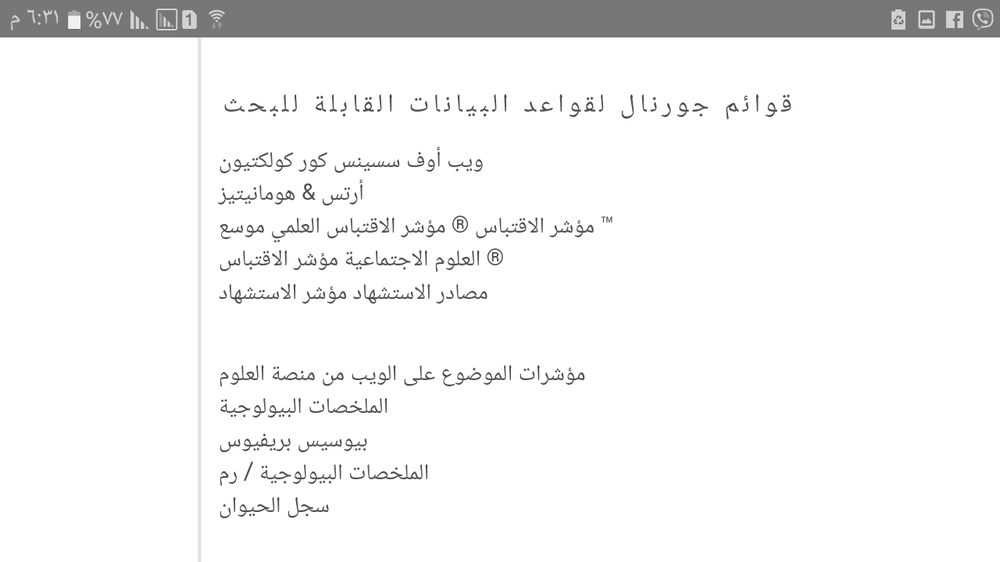 م ٦:٣١ %٧٧ 1
قوائم جورنال لقواعد البيانات القابلة للبحث
ويب أوف سسينس كور كولكتيون
أرتس & هومانيتيز
™ مؤشر الاقتباس ® مؤشر الاقتباس العلمي موسع
® العلوم الاجتماعية مؤشر الاقتباس
مصادر الاستشهاد مؤشر الاستشهاد
مؤشرات الموضوع على الويب من منصة العلوم
الملخصات البيولوجية
بيوسيس بريفيوس
الملخصات البيولوجية / رم
سجل الحيوان